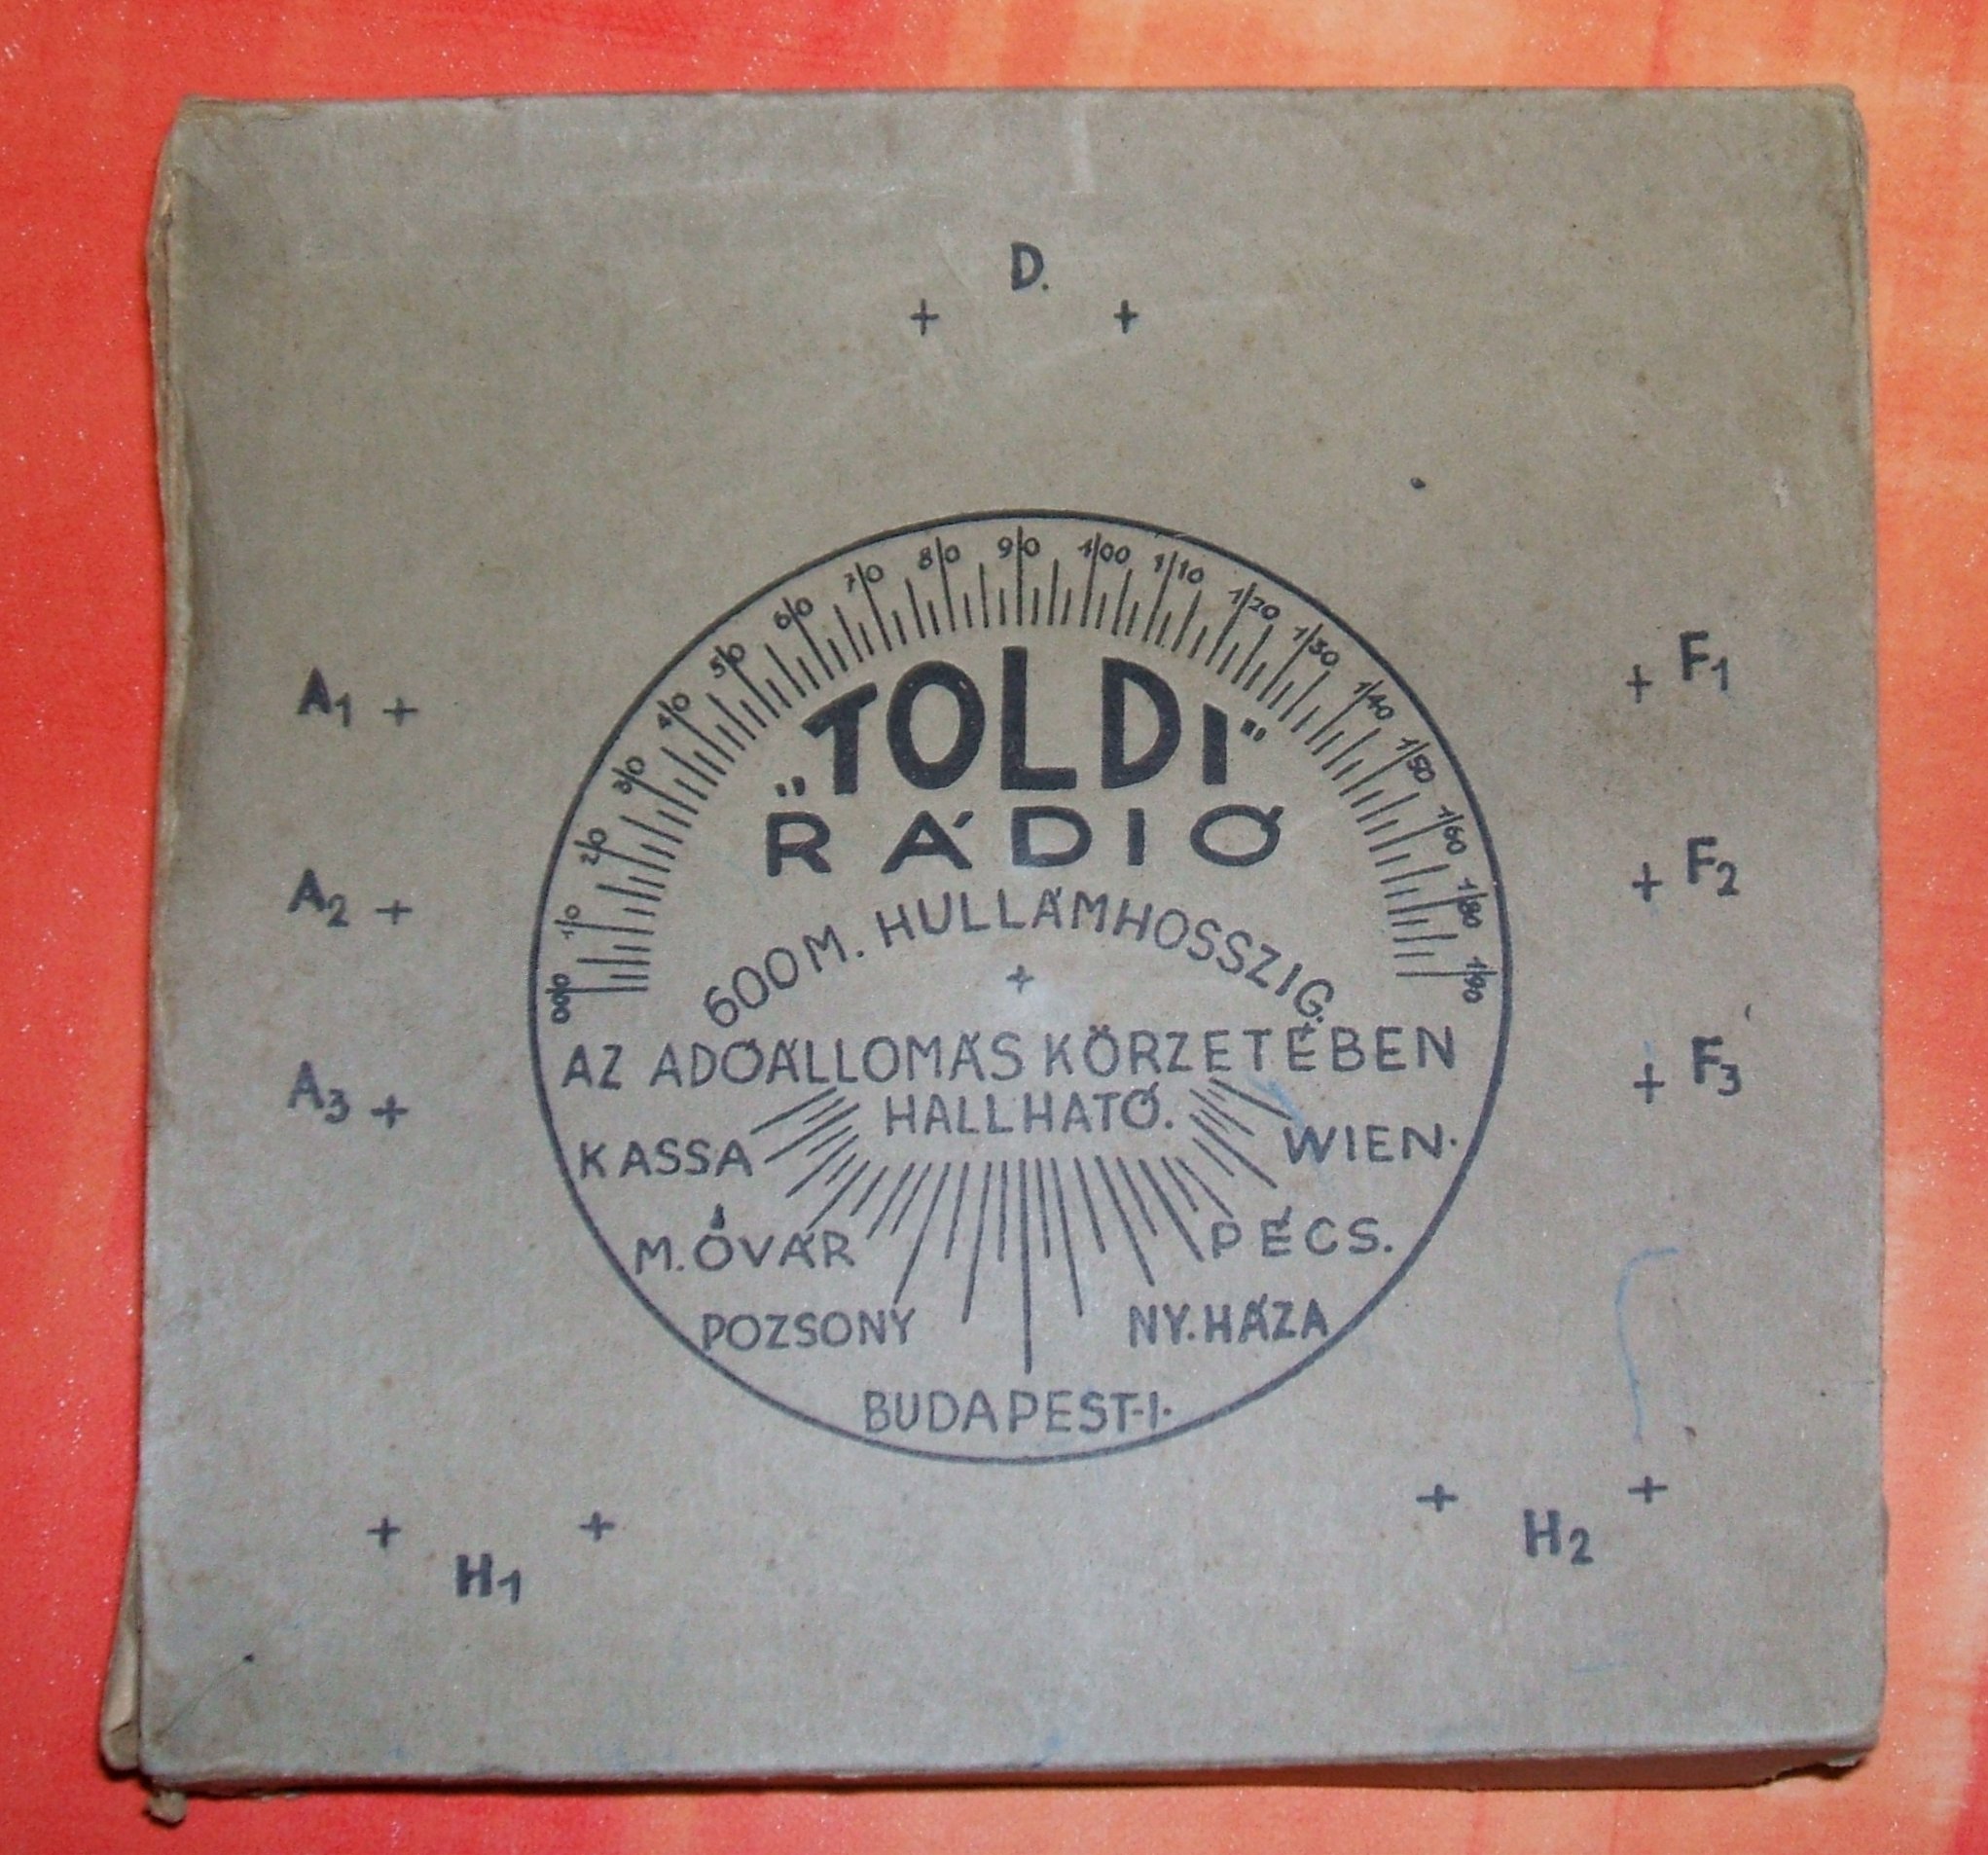 D.
+ +
00 10 20 30 40 50 60 70 80 90 100 110 120 130 140 150 160 180 190
A1 +
+ F1
„TOLDI"
RÁDIÓ
A2 +
+ F2
600 M. HULLÁMHOSSZIG.
+
AZ ADÓÁLLOMÁS KÖRZETÉBEN
HALLHATÓ.
A3 +
+ F3
KASSA
WIEN.
M. ÓVÁR
PÉCS.
POZSONY
NY. HÁZA
BUDAPEST-I.
+ H1 +
+ H2 +